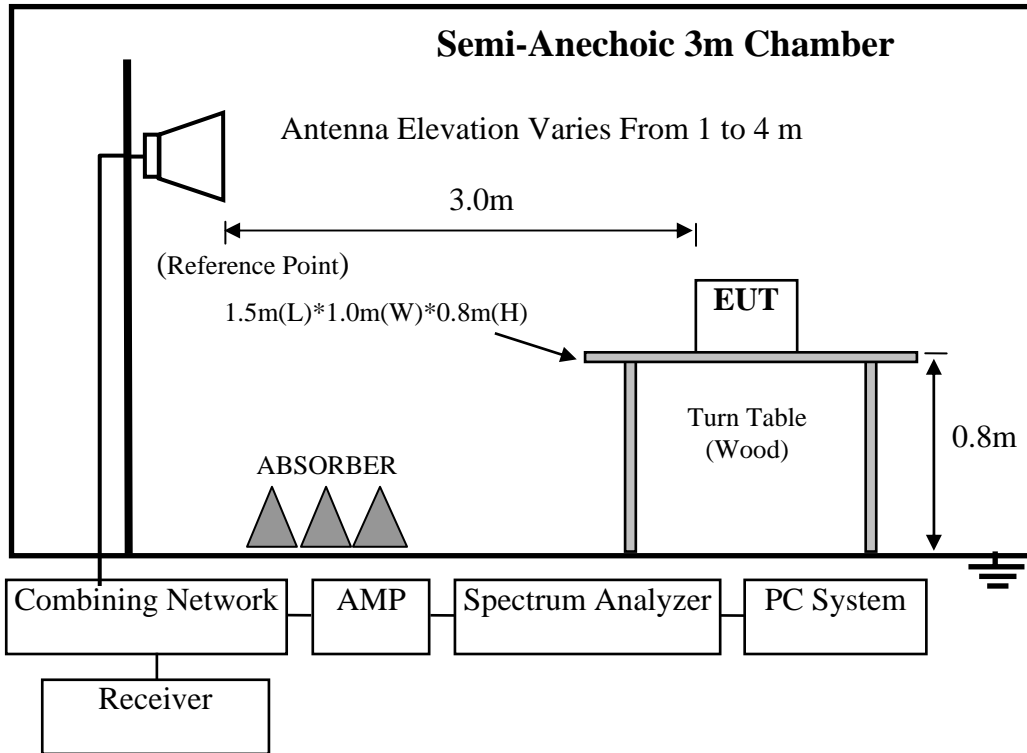 Semi-Anechoic 3m Chamber
Antenna Elevation Varies From 1 to 4 m
3.0m
(Reference Point)
1.5m(L)*1.0m(W)*0.8m(H)
EUT
Turn Table
(Wood)
0.8m
ABSORBER
Combining Network
AMP
Spectrum Analyzer
PC System
Receiver